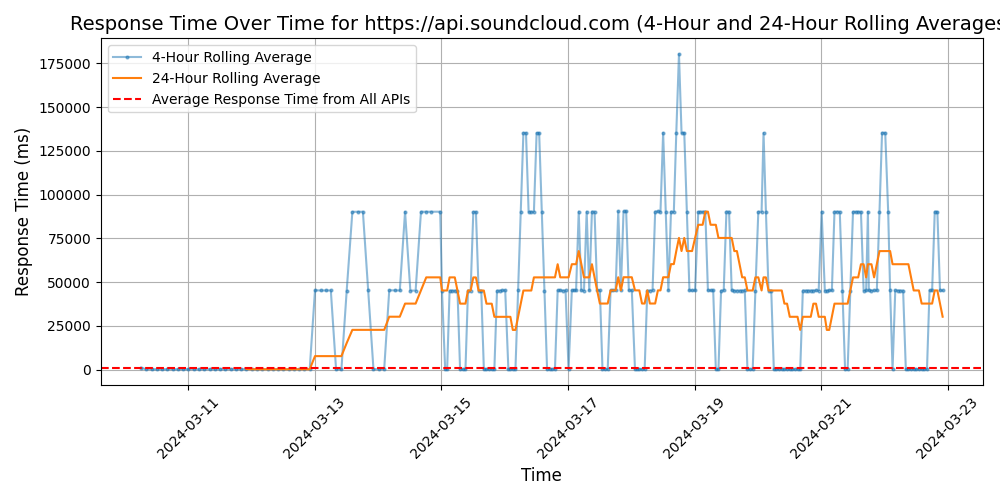 Response Time Over Time for https://api.soundcloud.com (4-Hour and 24-Hour Rolling Averages
4-Hour Rolling Average
24-Hour Rolling Average
Average Response Time from All APIs
Response Time (ms)
175000
150000
125000
100000
75000
50000
25000
0
2024-03-11
2024-03-13
2024-03-15
2024-03-17
2024-03-19
2024-03-21
2024-03-23
Time